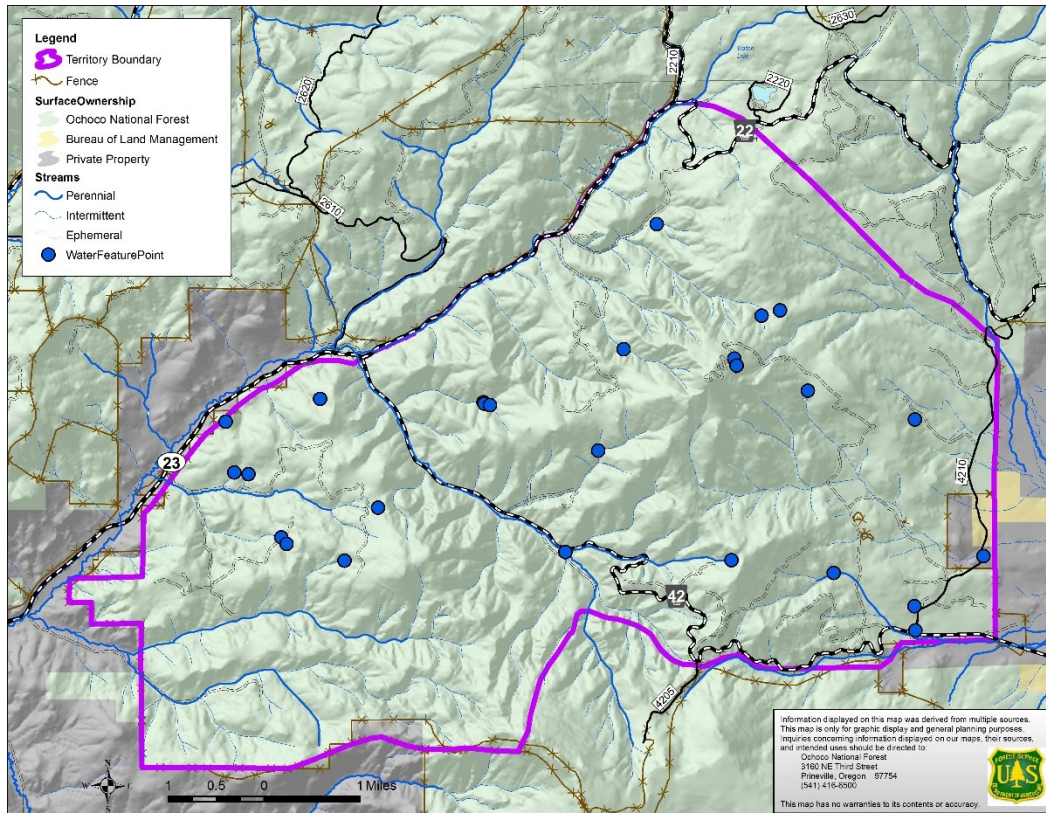 Legend
Territory Boundary
Fence
SurfaceOwnership
Ochoco National Forest
Bureau of Land Management
Private Property
Streams
Perennial
Intermittent
Ephemeral
WaterFeaturePoint
2630
2210
2220
2620
22
2610
23
4210
42
4205
N
W
E
S
1 0.5 0 1 Miles
Information displayed on this map was derived from multiple sources.
This map is only for graphic display and general planning purposes.
Inquiries concerning information displayed on our maps, their sources,
and intended uses should be directed to:
Ochoco National Forest
3160 NE Third Street
Prineville, Oregon 97754
(541) 416-6500
This map has no warranties to its contents or accuracy.
FOREST SERVICE
U S
DEPARTMENT OF AGRICULTURE